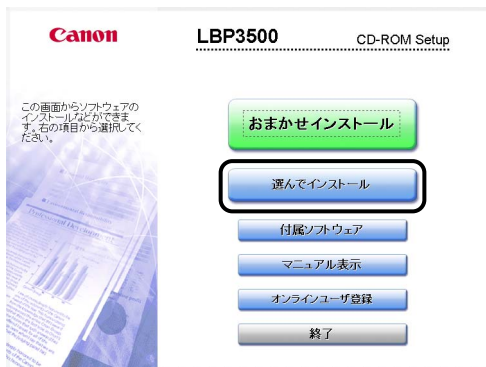 Canon
LBP3500
CD-ROM Setup
この画面からソフトウェアの
インストールなどができま
す。右の項目から選択してく
ださい。
おまかせインストール
選んでインストール
付属ソフトウェア
マニュアル表示
オンラインユーザ登録
終了